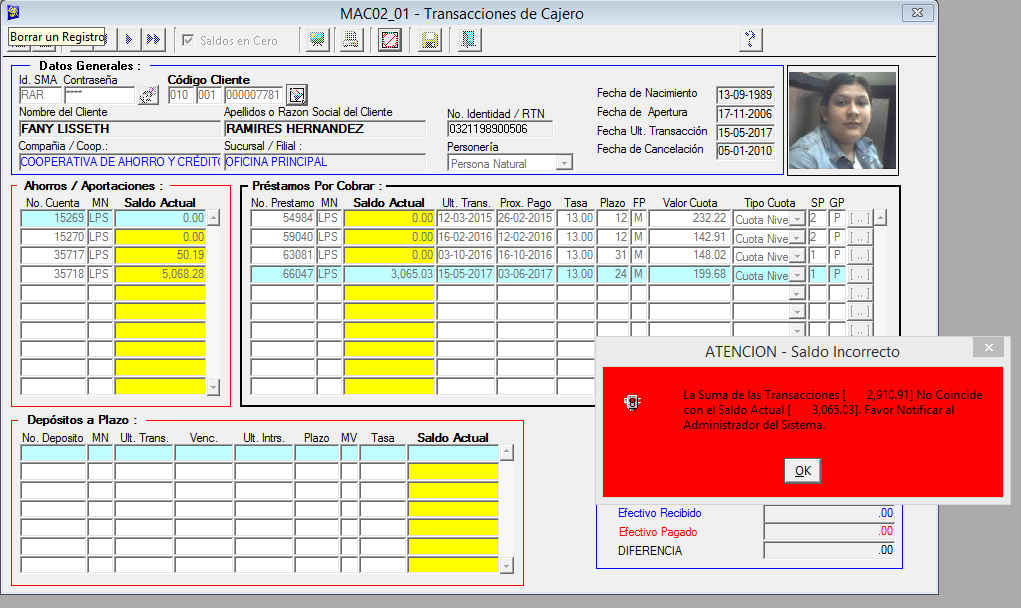 MAC02_01 - Transacciones de Cajero
Borrar un Registro
Saldos en Cero
?
Datos Generales :
Id. SMA Contraseña Código Cliente
RAR **** 010 001 000007781
Nombre del Cliente Apellidos o Razon Social del Cliente No. Identidad / RTN
FANY LISSETH RAMIRES HERNANDEZ 0321198900506
Compañia / Coop.: Sucursal / Filial : Personería
COOPERATIVA DE AHORRO Y CRÉDIT OFICINA PRINCIPAL Persona Natural
Fecha de Nacimiento 13-09-1989
Fecha de Apertura 17-11-2006
Fecha Ult. Transacción 15-05-2017
Fecha de Cancelación 05-01-2010
Ahorros / Aportaciones :
No. Cuenta MN Saldo Actual
15269 LPS 0.00
15270 LPS 0.00
35717 LPS 50.19
35718 LPS 5,068.28
Préstamos Por Cobrar :
No. Prestamo MN Saldo Actual Ult. Trans. Prox. Pago Tasa Plazo FP Valor Cuota Tipo Cuota SP GP
54984 LPS 0.00 12-03-2015 26-02-2015 13.00 12 M 232.22 Cuota Nive 2 P [ .. ]
59040 LPS 0.00 16-02-2016 12-02-2016 13.00 12 M 142.91 Cuota Nive 2 P [ .. ]
63081 LPS 0.00 03-10-2016 16-10-2016 13.00 31 M 148.02 Cuota Nive 1 P [ .. ]
66047 LPS 3,065.03 15-05-2017 03-06-2017 13.00 24 M 199.68 Cuota Nive 1 P [ .. ]
[ .. ]
[ .. ]
[ .. ]
ATENCION - Saldo Incorrecto
La Suma de las Transacciones [ 2,910.91] No Coincide
con el Saldo Actual [ 3,065.03]. Favor Notificar al
Administrador del Sistema.
OK
Depósitos a Plazo :
No. Deposito MN Ult. Trans. Venc. Ult. Intrs. Plazo MV Tasa Saldo Actual
Efectivo Recibido .00
Efectivo Pagado .00
DIFERENCIA .00